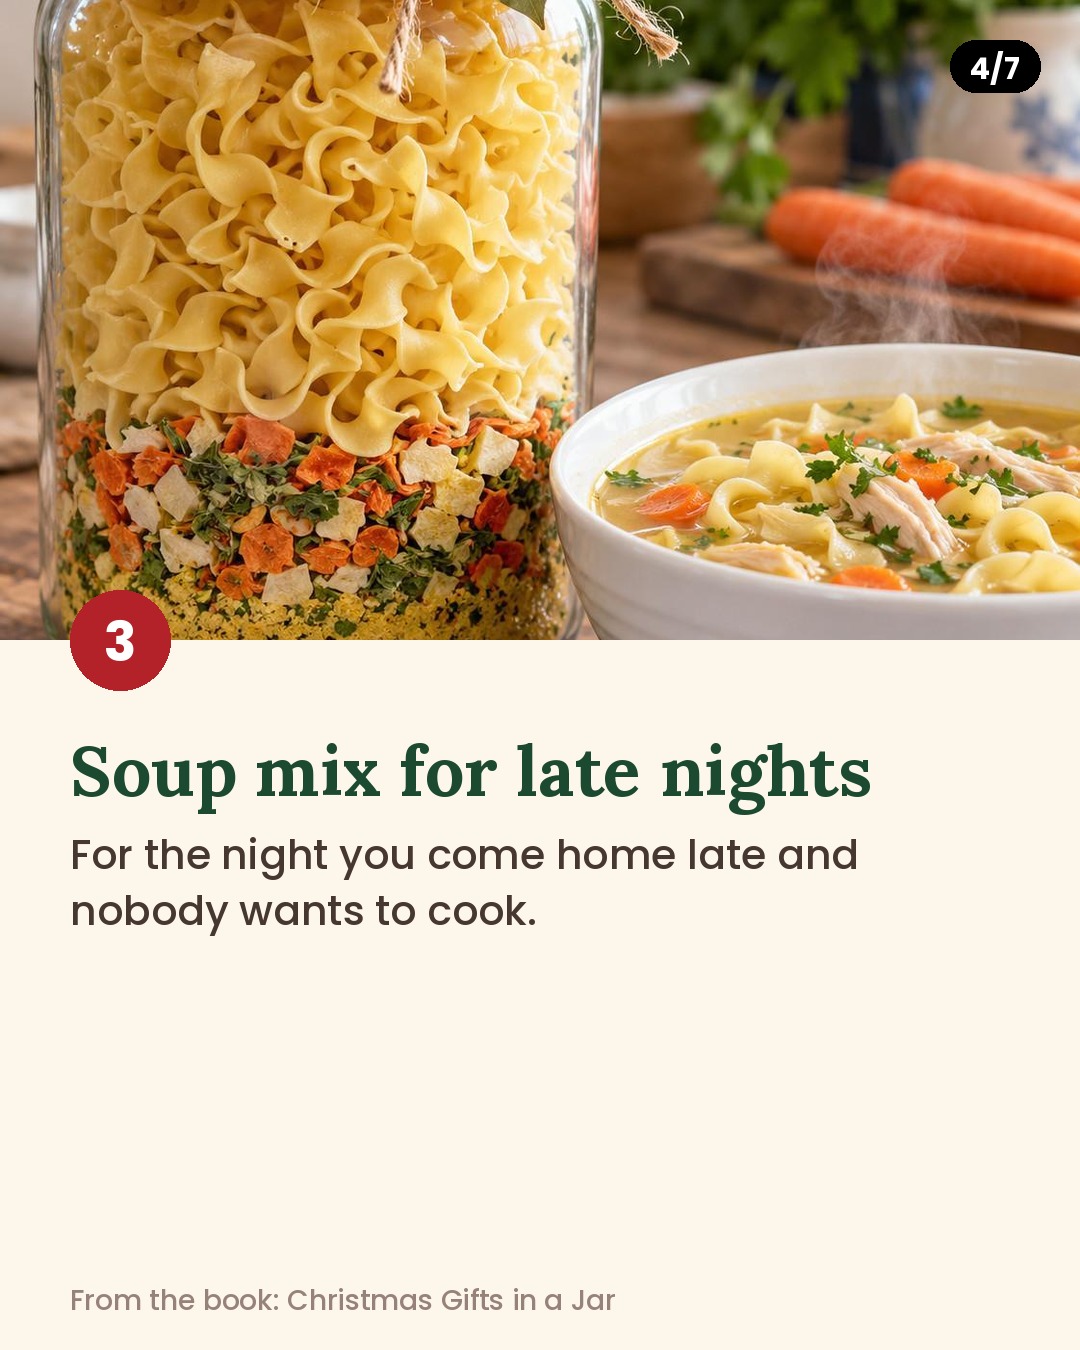 4/7
3
Soup mix for late nights
For the night you come home late and
nobody wants to cook.
From the book: Christmas Gifts in a Jar